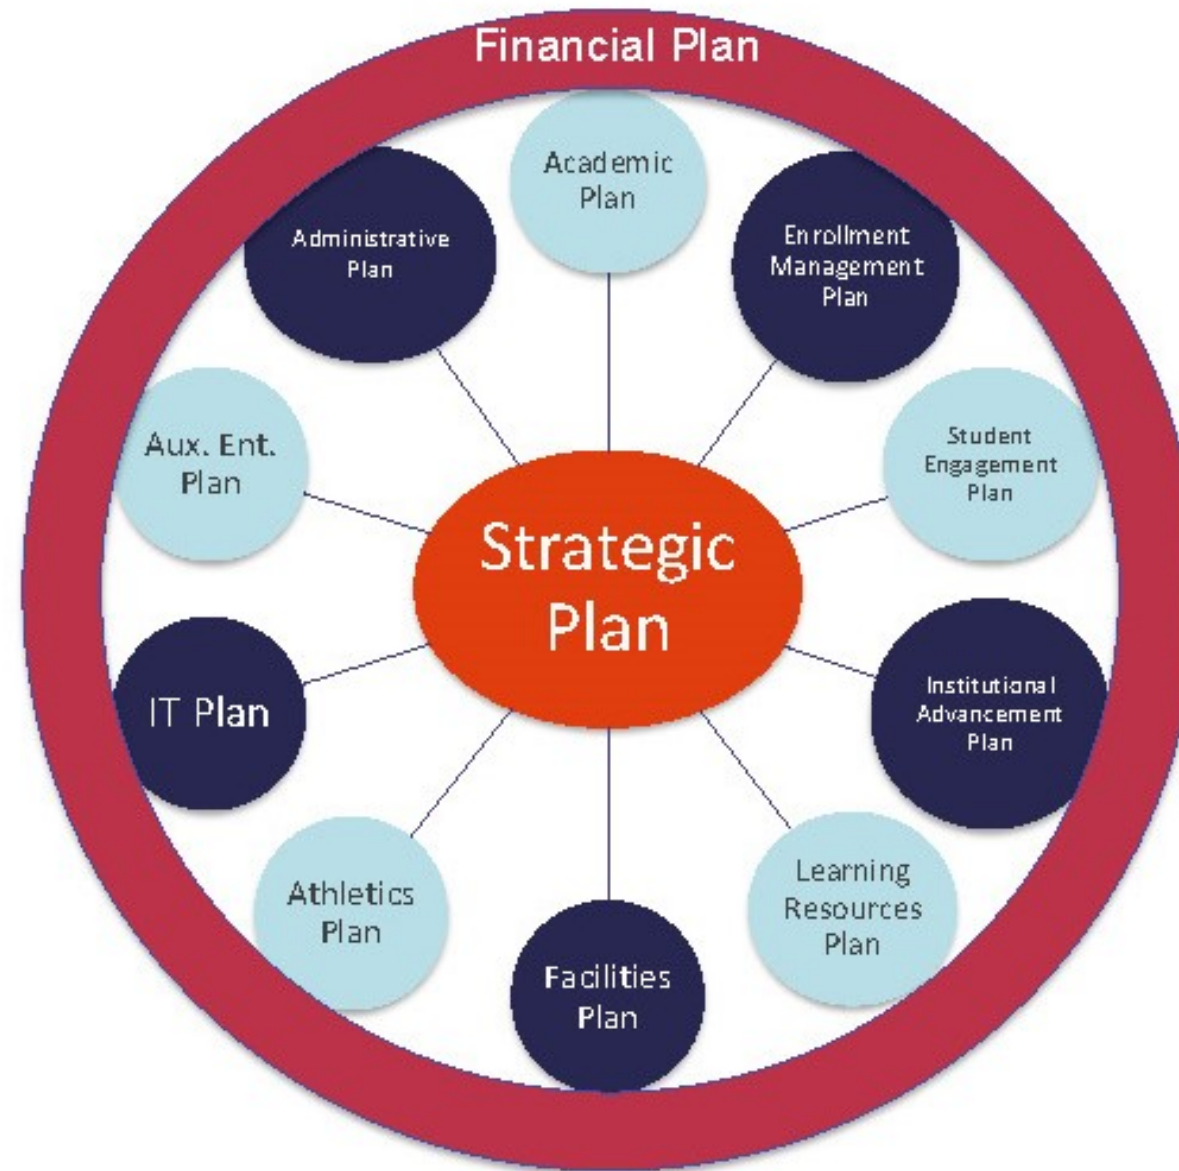 Financial Plan
Academic
Plan
Administrative
Plan
Enrollment
Management
Plan
Aux. Ent.
Plan
Student
Engagement
Plan
Strategic
Plan
IT Plan
Institutional
Advancement
Plan
Athletics
Plan
Learning
Resources
Plan
Facilities
Plan